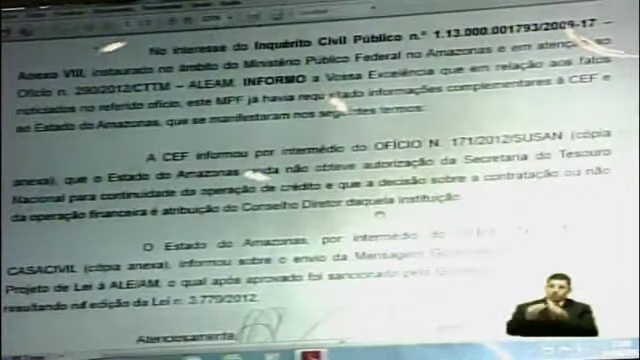 No interesse do Inquérito Civil Público n.º 1.13.000.001793/2009-17 –
Anexo VIII, instaurado no âmbito do Ministério Público Federal no Amazonas e em atenção ao
Ofício n. 290/2012/CTTM – ALEAM, INFORMO a Vossa Excelência que em relação aos fatos
noticiados no referido ofício, este MPF já havia requisitado informações complementares à CEF e
ao Estado do Amazonas, que se manifestaram nos seguintes termos:
A CEF informou por intermédio do OFÍCIO N. 171/2012/SUSAN (cópia
anexa), que o Estado do Amazonas ainda não obteve autorização da Secretaria do Tesouro
Nacional para continuidade da operação de crédito e que a decisão sobre a contratação ou não
da operação financeira é atribuição do Conselho Diretor daquela instituição
O Estado do Amazonas, por intermédio do
CASACIVIL (cópia anexa), informou sobre o envio da Mensagem
Projeto de Lei à ALEAM, o qual após aprovado foi sancionado pelo
resultando na edição da Lei n. 3.779/2012.
Atenciosamente